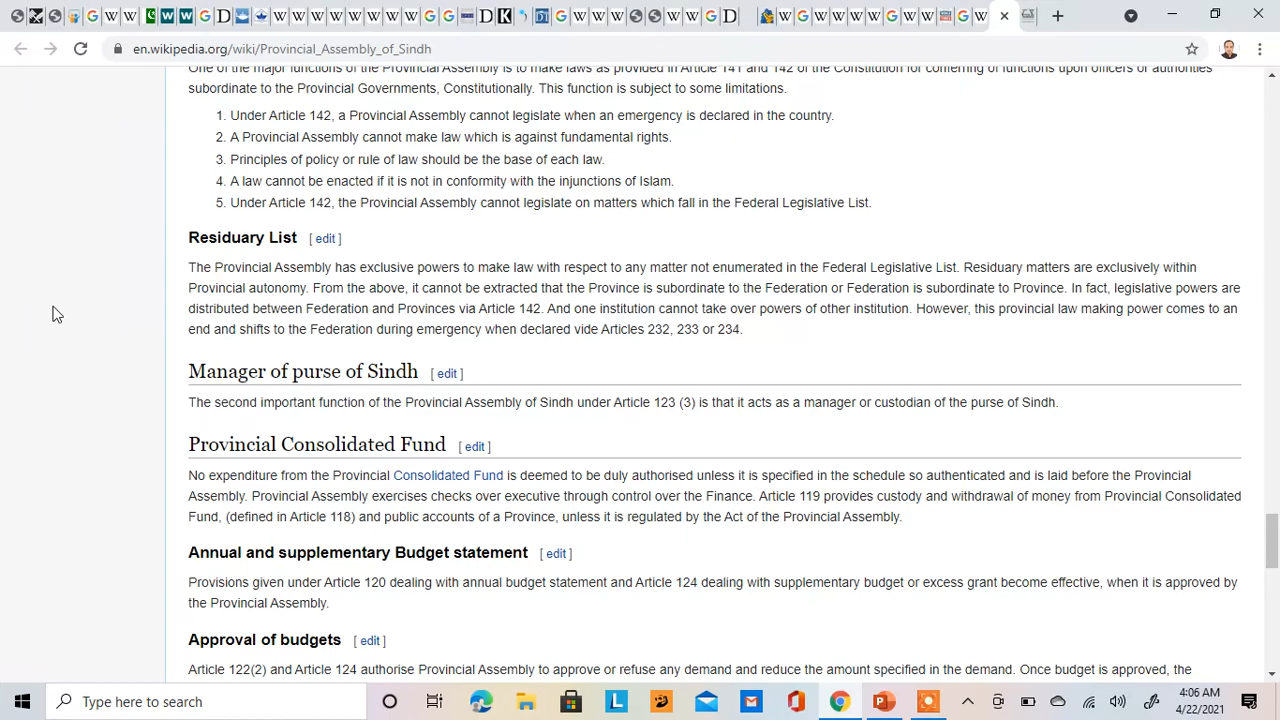 en.wikipedia.org/wiki/Provincial_Assembly_of_Sindh
One of the major functions of the Provincial Assembly is to make laws as provided in Article 141 and 142 of the Constitution for conferring of functions upon officers or authorities
subordinate to the Provincial Governments, Constitutionally. This function is subject to some limitations.
1. Under Article 142, a Provincial Assembly cannot legislate when an emergency is declared in the country.
2. A Provincial Assembly cannot make law which is against fundamental rights.
3. Principles of policy or rule of law should be the base of each law.
4. A law cannot be enacted if it is not in conformity with the injunctions of Islam.
5. Under Article 142, the Provincial Assembly cannot legislate on matters which fall in the Federal Legislative List.
Residuary List [ edit ]
The Provincial Assembly has exclusive powers to make law with respect to any matter not enumerated in the Federal Legislative List. Residuary matters are exclusively within
Provincial autonomy. From the above, it cannot be extracted that the Province is subordinate to the Federation or Federation is subordinate to Province. In fact, legislative powers are
distributed between Federation and Provinces via Article 142. And one institution cannot take over powers of other institution. However, this provincial law making power comes to an
end and shifts to the Federation during emergency when declared vide Articles 232, 233 or 234.
Manager of purse of Sindh [ edit ]
The second important function of the Provincial Assembly of Sindh under Article 123 (3) is that it acts as a manager or custodian of the purse of Sindh.
Provincial Consolidated Fund [ edit ]
No expenditure from the Provincial Consolidated Fund is deemed to be duly authorised unless it is specified in the schedule so authenticated and is laid before the Provincial
Assembly. Provincial Assembly exercises checks over executive through control over the Finance. Article 119 provides custody and withdrawal of money from Provincial Consolidated
Fund, (defined in Article 118) and public accounts of a Province, unless it is regulated by the Act of the Provincial Assembly.
Annual and supplementary Budget statement [ edit ]
Provisions given under Article 120 dealing with annual budget statement and Article 124 dealing with supplementary budget or excess grant become effective, when it is approved by
the Provincial Assembly.
Approval of budgets [ edit ]
Article 122(2) and Article 124 authorise Provincial Assembly to approve or refuse any demand and reduce the amount specified in the demand. Once budget is approved, the
Type here to search
4:06 AM
4/22/2021